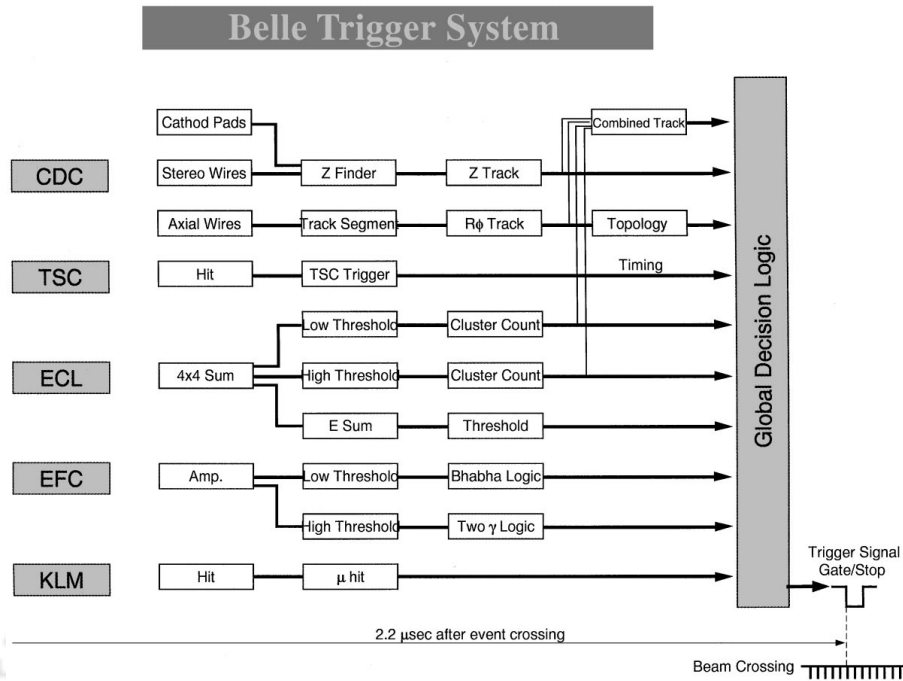 Belle Trigger System
Cathod Pads
Combined Track
CDC
Stereo Wires
Z Finder
Z Track
Axial Wires
Track Segment
Rϕ Track
Topology
TSC
Hit
TSC Trigger
Timing
Low Threshold
Cluster Count
ECL
4x4 Sum
High Threshold
Cluster Count
E Sum
Threshold
EFC
Amp.
Low Threshold
Bhabha Logic
High Threshold
Two γ Logic
KLM
Hit
μ hit
Global Decision Logic
Trigger Signal
Gate/Stop
2.2 μsec after event crossing
Beam Crossing